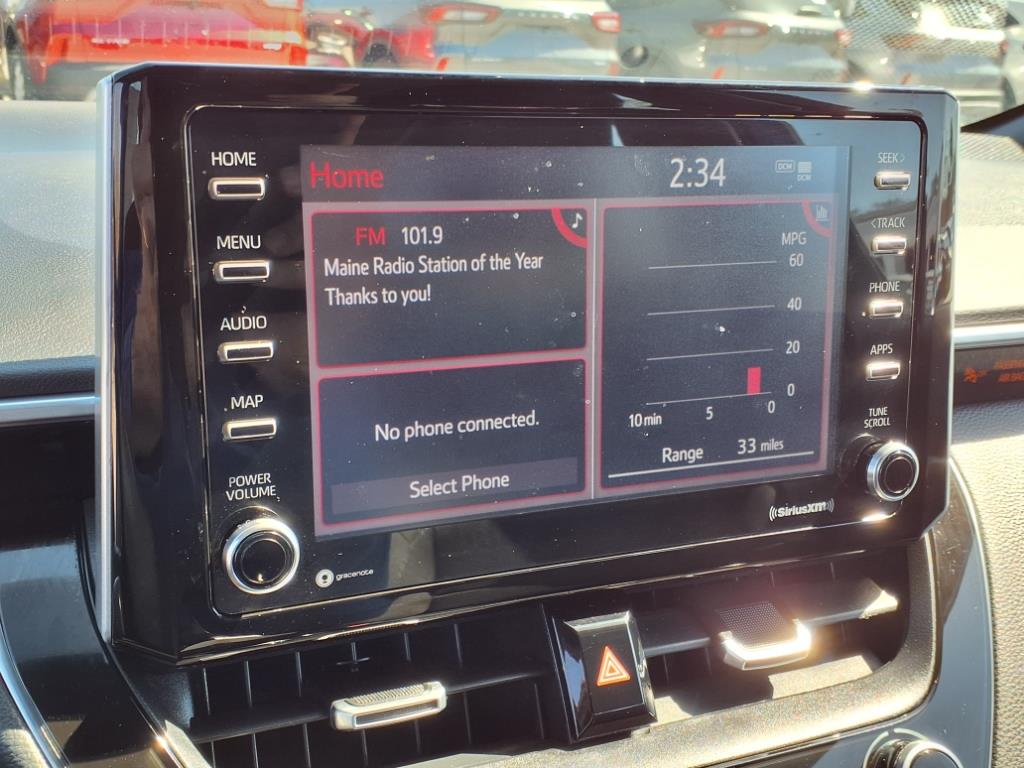 HOME
MENU
AUDIO
MAP
POWER
VOLUME
Home
2:34
DCM
DCM
FM 101.9
Maine Radio Station of the Year
Thanks to you!
No phone connected.
Select Phone
MPG
60
40
20
0
10 min 5 0
Range 33 miles
SEEK >
< TRACK
PHONE
APPS
TUNE
SCROLL
gracenote
((SiriusXM))